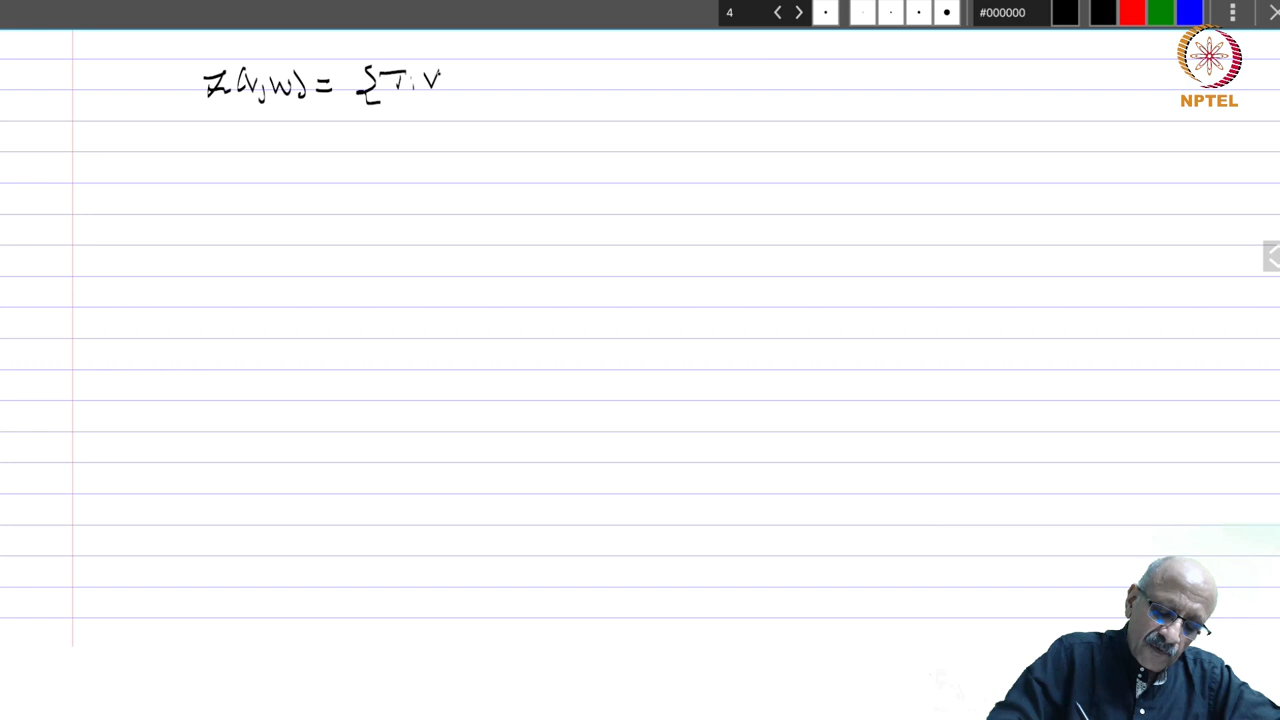 4 #000000
NPTEL
L(V,W) = {T: V